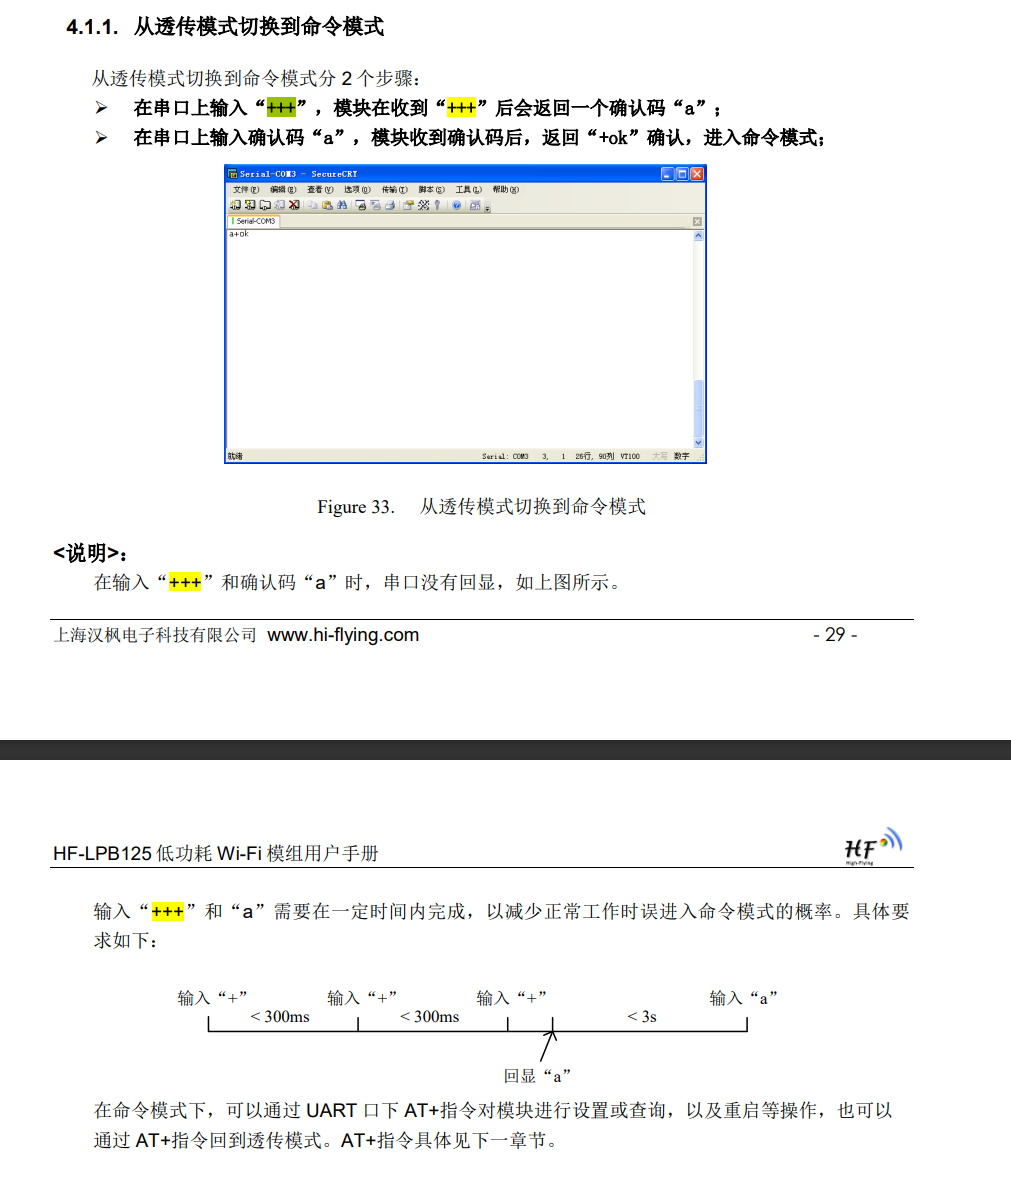 4.1.1. 从透传模式切换到命令模式
从透传模式切换到命令模式分 2 个步骤：
➢ 在串口上输入“+++”，模块在收到“+++”后会返回一个确认码“a”；
➢ 在串口上输入确认码“a”，模块收到确认码后，返回“+ok”确认，进入命令模式；
Serial-COM3 - SecureCRT
文件(F) 编辑(E) 查看(V) 选项(O) 传输(T) 脚本(S) 工具(L) 帮助(H)
Serial-COM3
a+ok
就绪 Serial: COM3 3, 1 26行, 90列 VT100 大写 数字
Figure 33. 从透传模式切换到命令模式
<说明>：
在输入“+++”和确认码“a”时，串口没有回显，如上图所示。
上海汉枫电子科技有限公司 www.hi-flying.com - 29 -
HF-LPB125 低功耗 Wi-Fi 模组用户手册
HF
High-Flying
输入“+++”和“a”需要在一定时间内完成，以减少正常工作时误进入命令模式的概率。具体要
求如下：
输入“+” 输入“+” 输入“+” 输入“a”
< 300ms < 300ms < 3s
回显“a”
在命令模式下，可以通过 UART 口下 AT+指令对模块进行设置或查询，以及重启等操作，也可以
通过 AT+指令回到透传模式。AT+指令具体见下一章节。